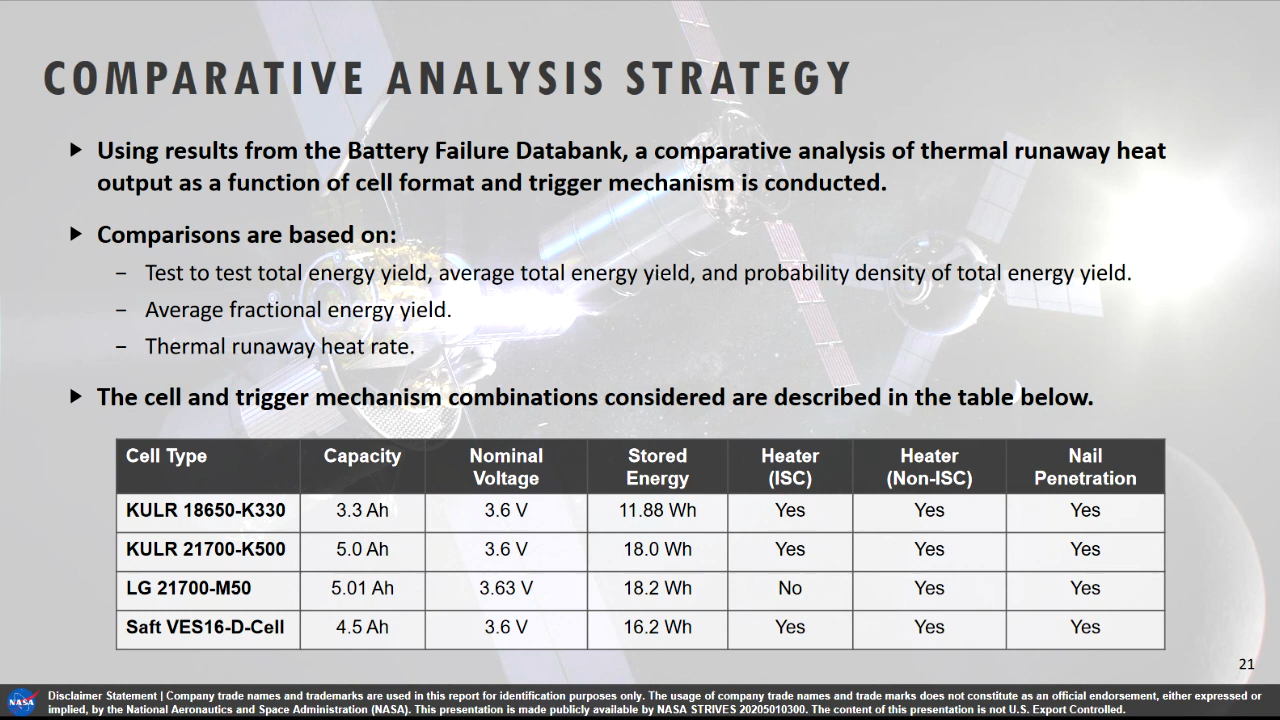 COMPARATIVE ANALYSIS STRATEGY
Using results from the Battery Failure Databank, a comparative analysis of thermal runaway heat
output as a function of cell format and trigger mechanism is conducted.
Comparisons are based on:
– Test to test total energy yield, average total energy yield, and probability density of total energy yield.
– Average fractional energy yield.
– Thermal runaway heat rate.
The cell and trigger mechanism combinations considered are described in the table below.
Cell Type Capacity Nominal Voltage Stored Energy Heater (ISC) Heater (Non-ISC) Nail Penetration
KULR 18650-K330 3.3 Ah 3.6 V 11.88 Wh Yes Yes Yes
KULR 21700-K500 5.0 Ah 3.6 V 18.0 Wh Yes Yes Yes
LG 21700-M50 5.01 Ah 3.63 V 18.2 Wh No Yes Yes
Saft VES16-D-Cell 4.5 Ah 3.6 V 16.2 Wh Yes Yes Yes
21
NASA
Disclaimer Statement | Company trade names and trademarks are used in this report for identification purposes only. The usage of company trade names and trade marks does not constitute as an official endorsement, either expressed or
implied, by the National Aeronautics and Space Administration (NASA). This presentation is made publicly available by NASA STRIVES 20205010300. The content of this presentation is not U.S. Export Controlled.